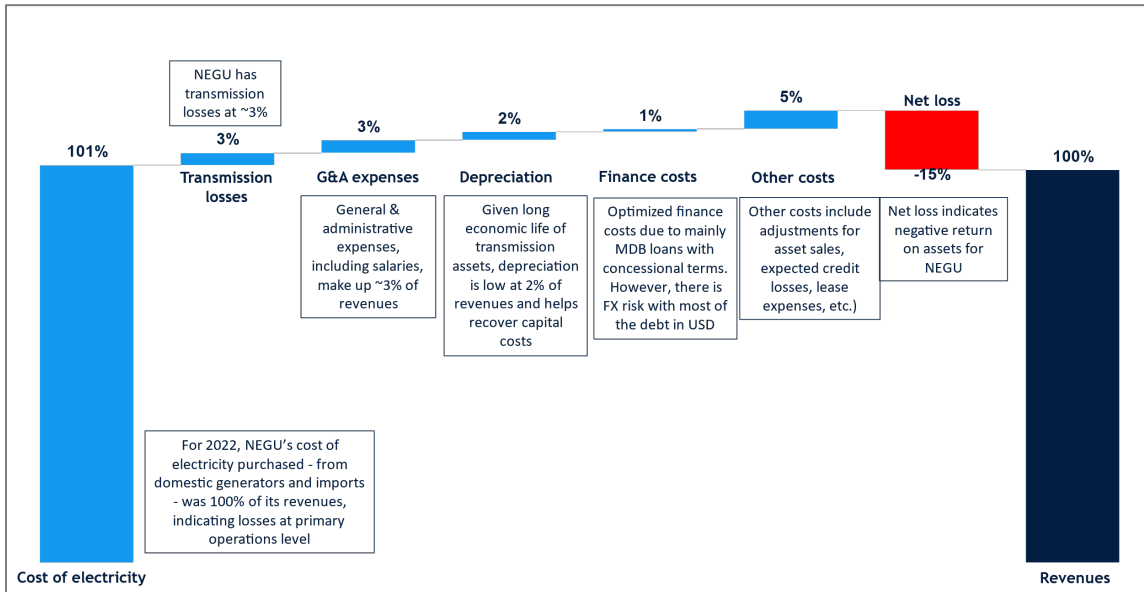 NEGU has
transmission
losses at ~3%
101%
3%
3%
2%
1%
5%
Net loss
-15%
100%
Transmission
losses
G&A expenses
Depreciation
Finance costs
Other costs
General &
administrative
expenses,
including salaries,
make up ~3% of
revenues
Given long
economic life of
transmission
assets, depreciation
is low at 2% of
revenues and helps
recover capital
costs
Optimized finance
costs due to mainly
MDB loans with
concessional terms.
However, there is
FX risk with most of
the debt in USD
Other costs include
adjustments for
asset sales,
expected credit
losses, lease
expenses, etc.)
Net loss indicates
negative return
on assets for
NEGU
For 2022, NEGU’s cost of
electricity purchased - from
domestic generators and imports
- was 100% of its revenues,
indicating losses at primary
operations level
Cost of electricity
Revenues